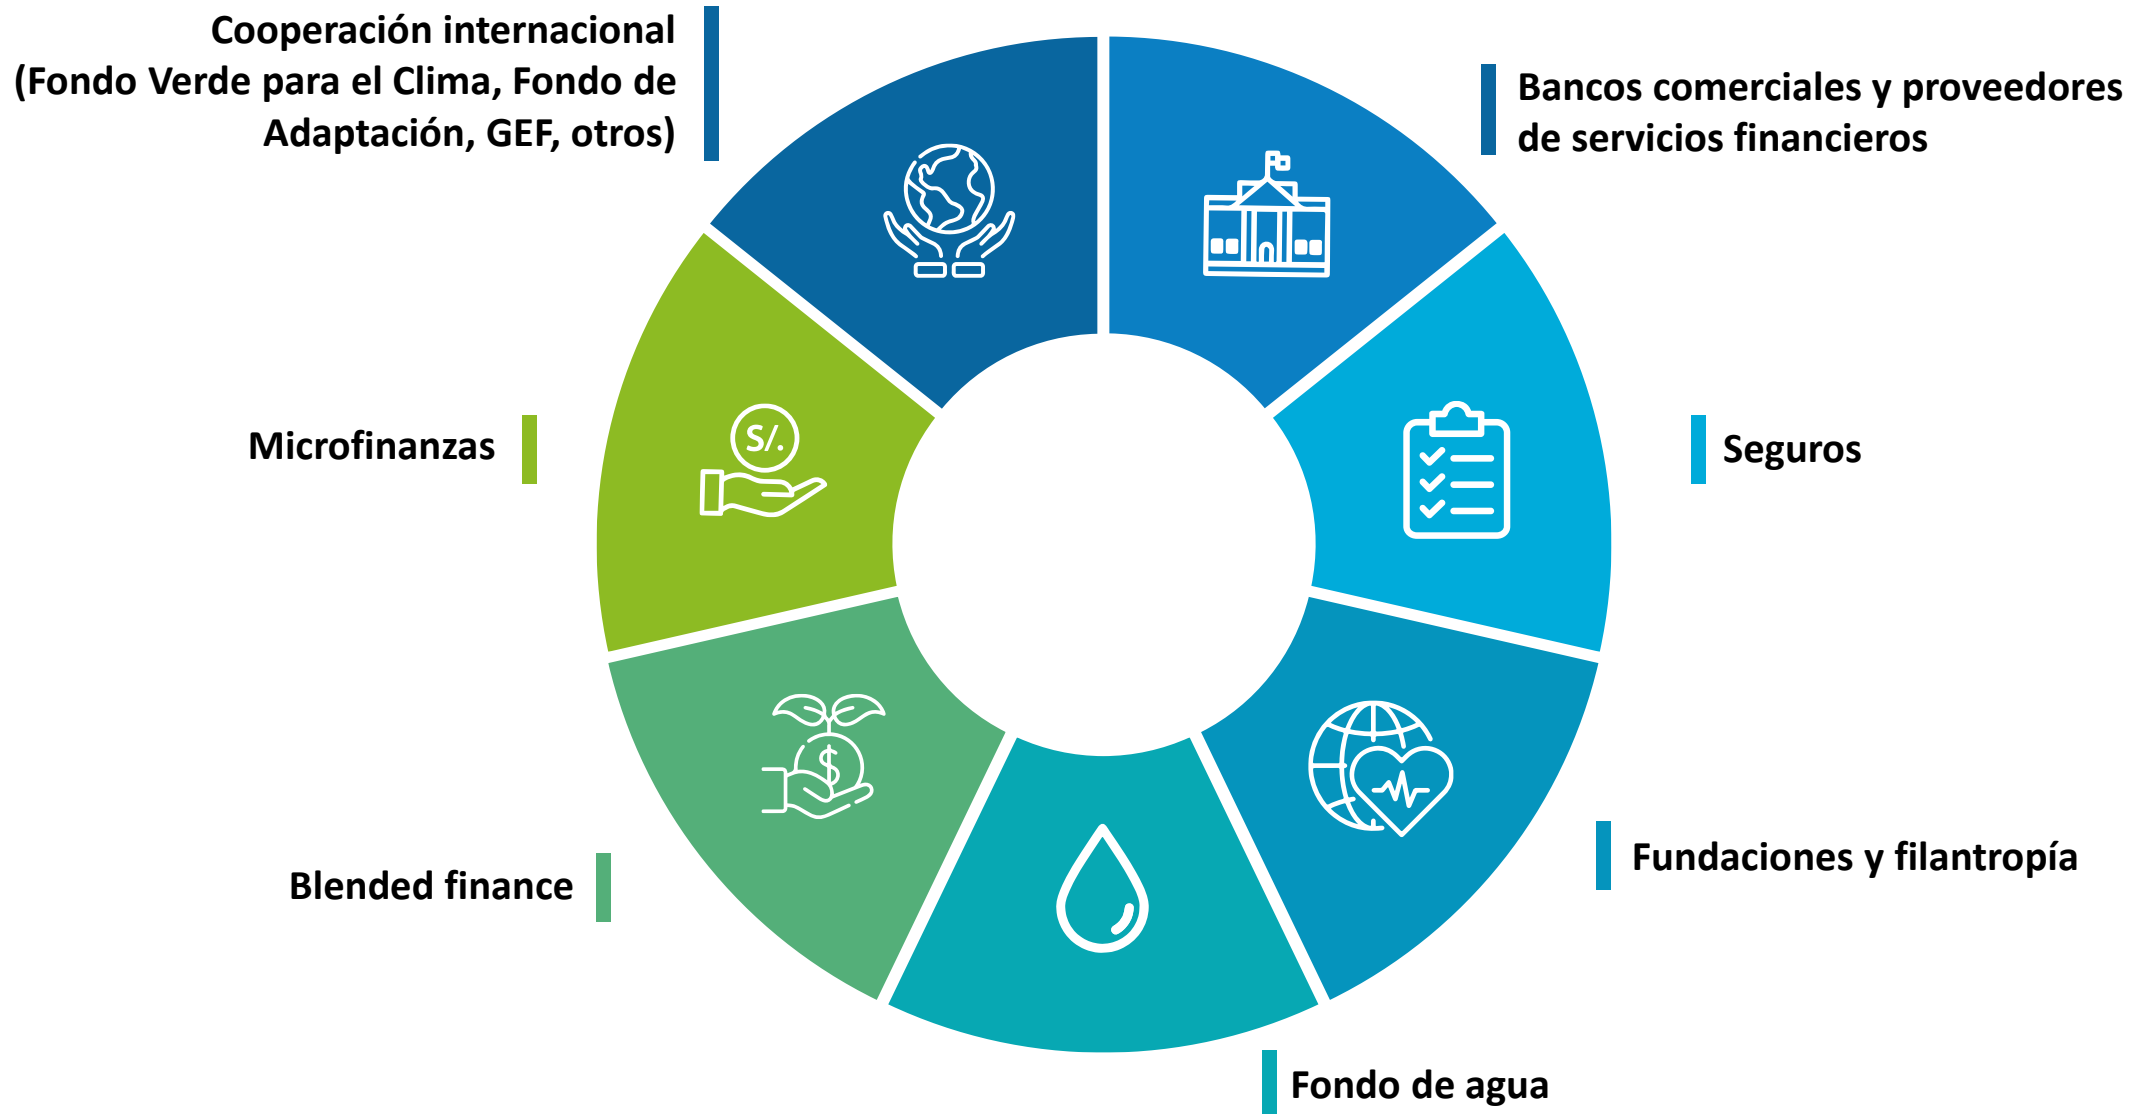 Cooperación internacional
(Fondo Verde para el Clima, Fondo de
Adaptación, GEF, otros)
Bancos comerciales y proveedores
de servicios financieros
Microfinanzas
S/.
Seguros
$
Blended finance
Fundaciones y filantropía
Fondo de agua